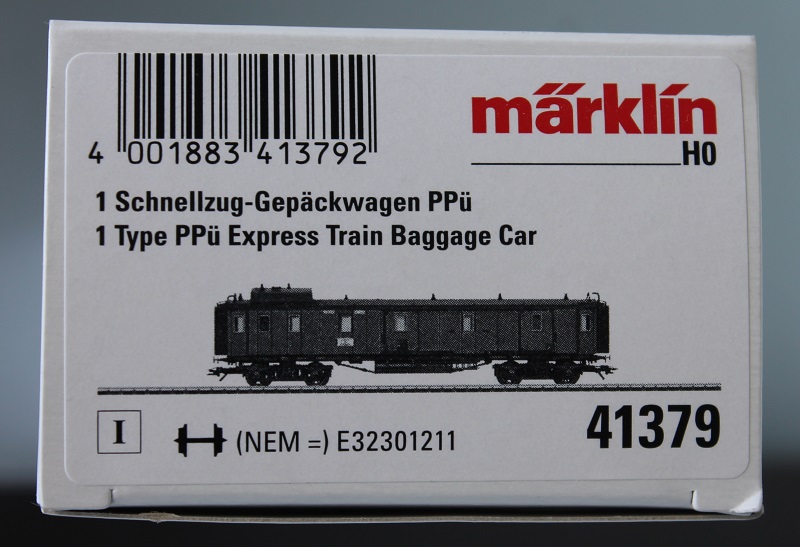 märklin
H0
4 001883 413792
1 Schnellzug-Gepäckwagen PPü
1 Type PPü Express Train Baggage Car
I
(NEM =) E32301211
41379